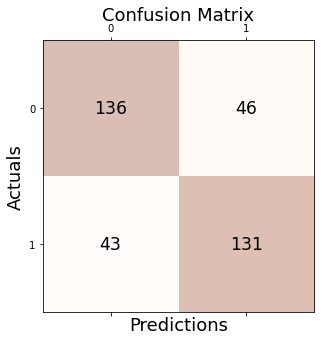 Confusion Matrix
0 1
0 136 46
Actuals
1 43 131
Predictions